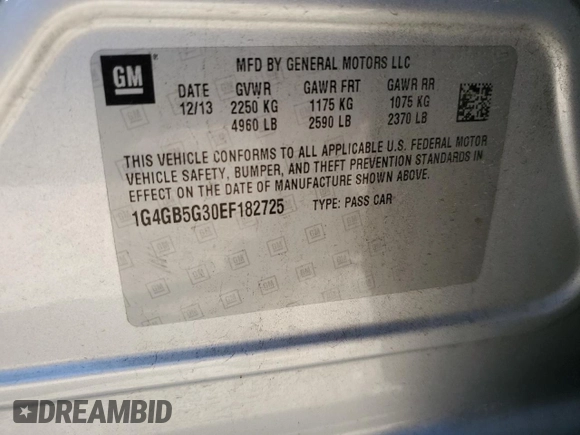 GM
MFD BY GENERAL MOTORS LLC
DATE GVWR GAWR FRT GAWR RR
12/13 2250 KG 1175 KG 1075 KG
4960 LB 2590 LB 2370 LB
THIS VEHICLE CONFORMS TO ALL APPLICABLE U.S. FEDERAL MOTOR
VEHICLE SAFETY, BUMPER, AND THEFT PREVENTION STANDARDS IN
EFFECT ON THE DATE OF MANUFACTURE SHOWN ABOVE.
1G4GB5G30EF182725 TYPE: PASS CAR
DREAMBID